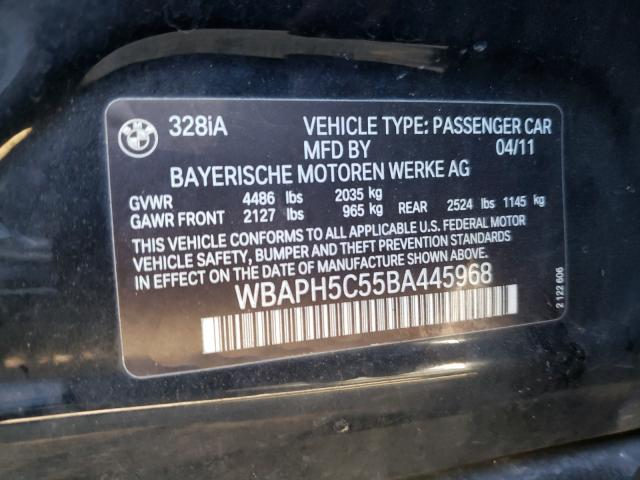 BMW
328iA VEHICLE TYPE: PASSENGER CAR
MFD BY 04/11
BAYERISCHE MOTOREN WERKE AG
GVWR 4486 lbs 2035 kg
GAWR FRONT 2127 lbs 965 kg REAR 2524 lbs 1145 kg
THIS VEHICLE CONFORMS TO ALL APPLICABLE U.S. FEDERAL MOTOR
VEHICLE SAFETY, BUMPER AND THEFT PREVENTION STANDARDS
IN EFFECT ON THE DATE OF MANUFACTURE SHOWN ABOVE.
WBAPH5C55BA445968
2 122 606